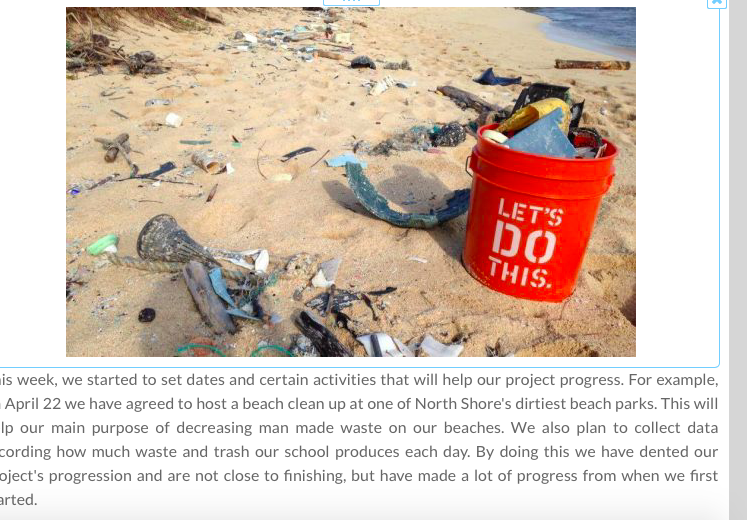 LET'S
DO
THIS.
is week, we started to set dates and certain activities that will help our project progress. For example,
April 22 we have agreed to host a beach clean up at one of North Shore's dirtiest beach parks. This will
lp our main purpose of decreasing man made waste on our beaches. We also plan to collect data
cording how much waste and trash our school produces each day. By doing this we have dented our
oject's progression and are not close to finishing, but have made a lot of progress from when we first
arted.